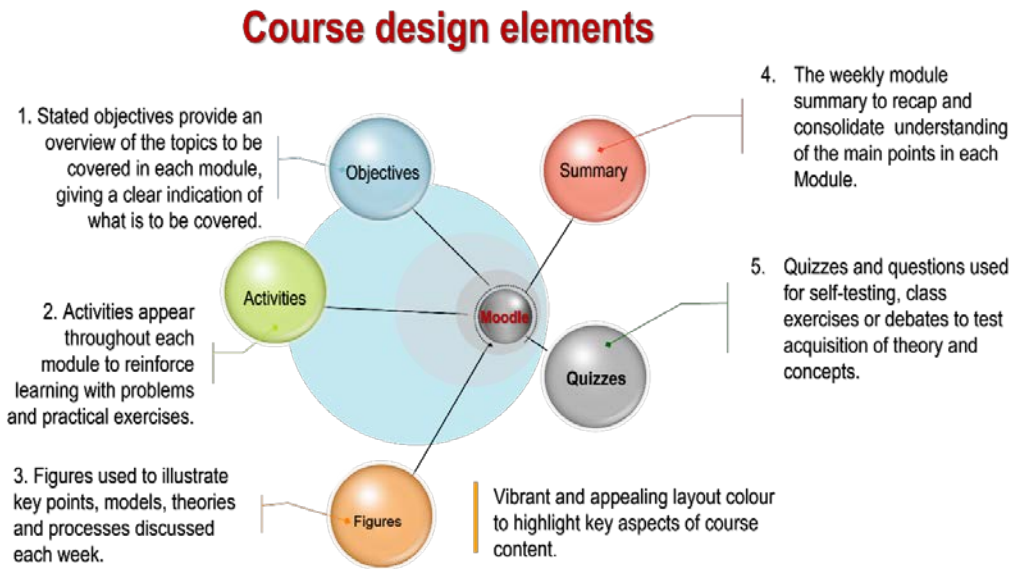 Course design elements
1. Stated objectives provide an
overview of the topics to be
covered in each module,
giving a clear indication of
what is to be covered.
Objectives
Summary
4. The weekly module
summary to recap and
consolidate understanding
of the main points in each
Module.
Activities
2. Activities appear
throughout each
module to reinforce
learning with problems
and practical exercises.
Moodle
Quizzes
5. Quizzes and questions used
for self-testing, class
exercises or debates to test
acquisition of theory and
concepts.
3. Figures used to illustrate
key points, models, theories
and processes discussed
each week.
Figures
Vibrant and appealing layout colour
to highlight key aspects of course
content.